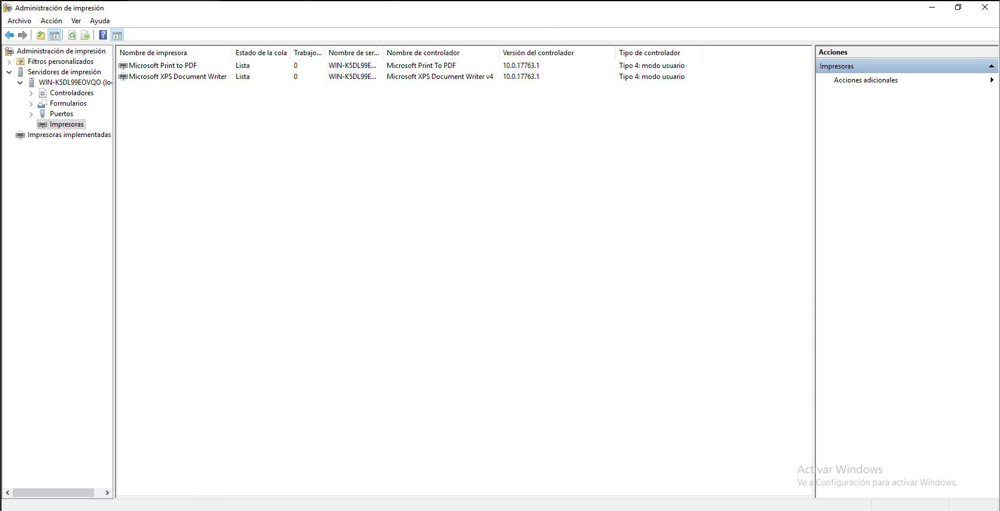 Administración de impresión
Archivo Acción Ver Ayuda
Administración de impresión
Filtros personalizados
Servidores de impresión
WIN-K5DL99EOVQO (lo
Controladores
Formularios
Puertos
Impresoras
Impresoras implementadas
Nombre de impresora Estado de la cola Trabajo... Nombre de ser... Nombre de controlador Versión del controlador Tipo de controlador
Microsoft Print to PDF Lista 0 WIN-K5DL99E... Microsoft Print To PDF 10.0.17763.1 Tipo 4: modo usuario
Microsoft XPS Document Writer Lista 0 WIN-K5DL99E... Microsoft XPS Document Writer v4 10.0.17763.1 Tipo 4: modo usuario
Acciones
Impresoras
Acciones adicionales
Activar Windows
Ve a Configuración para activar Windows.